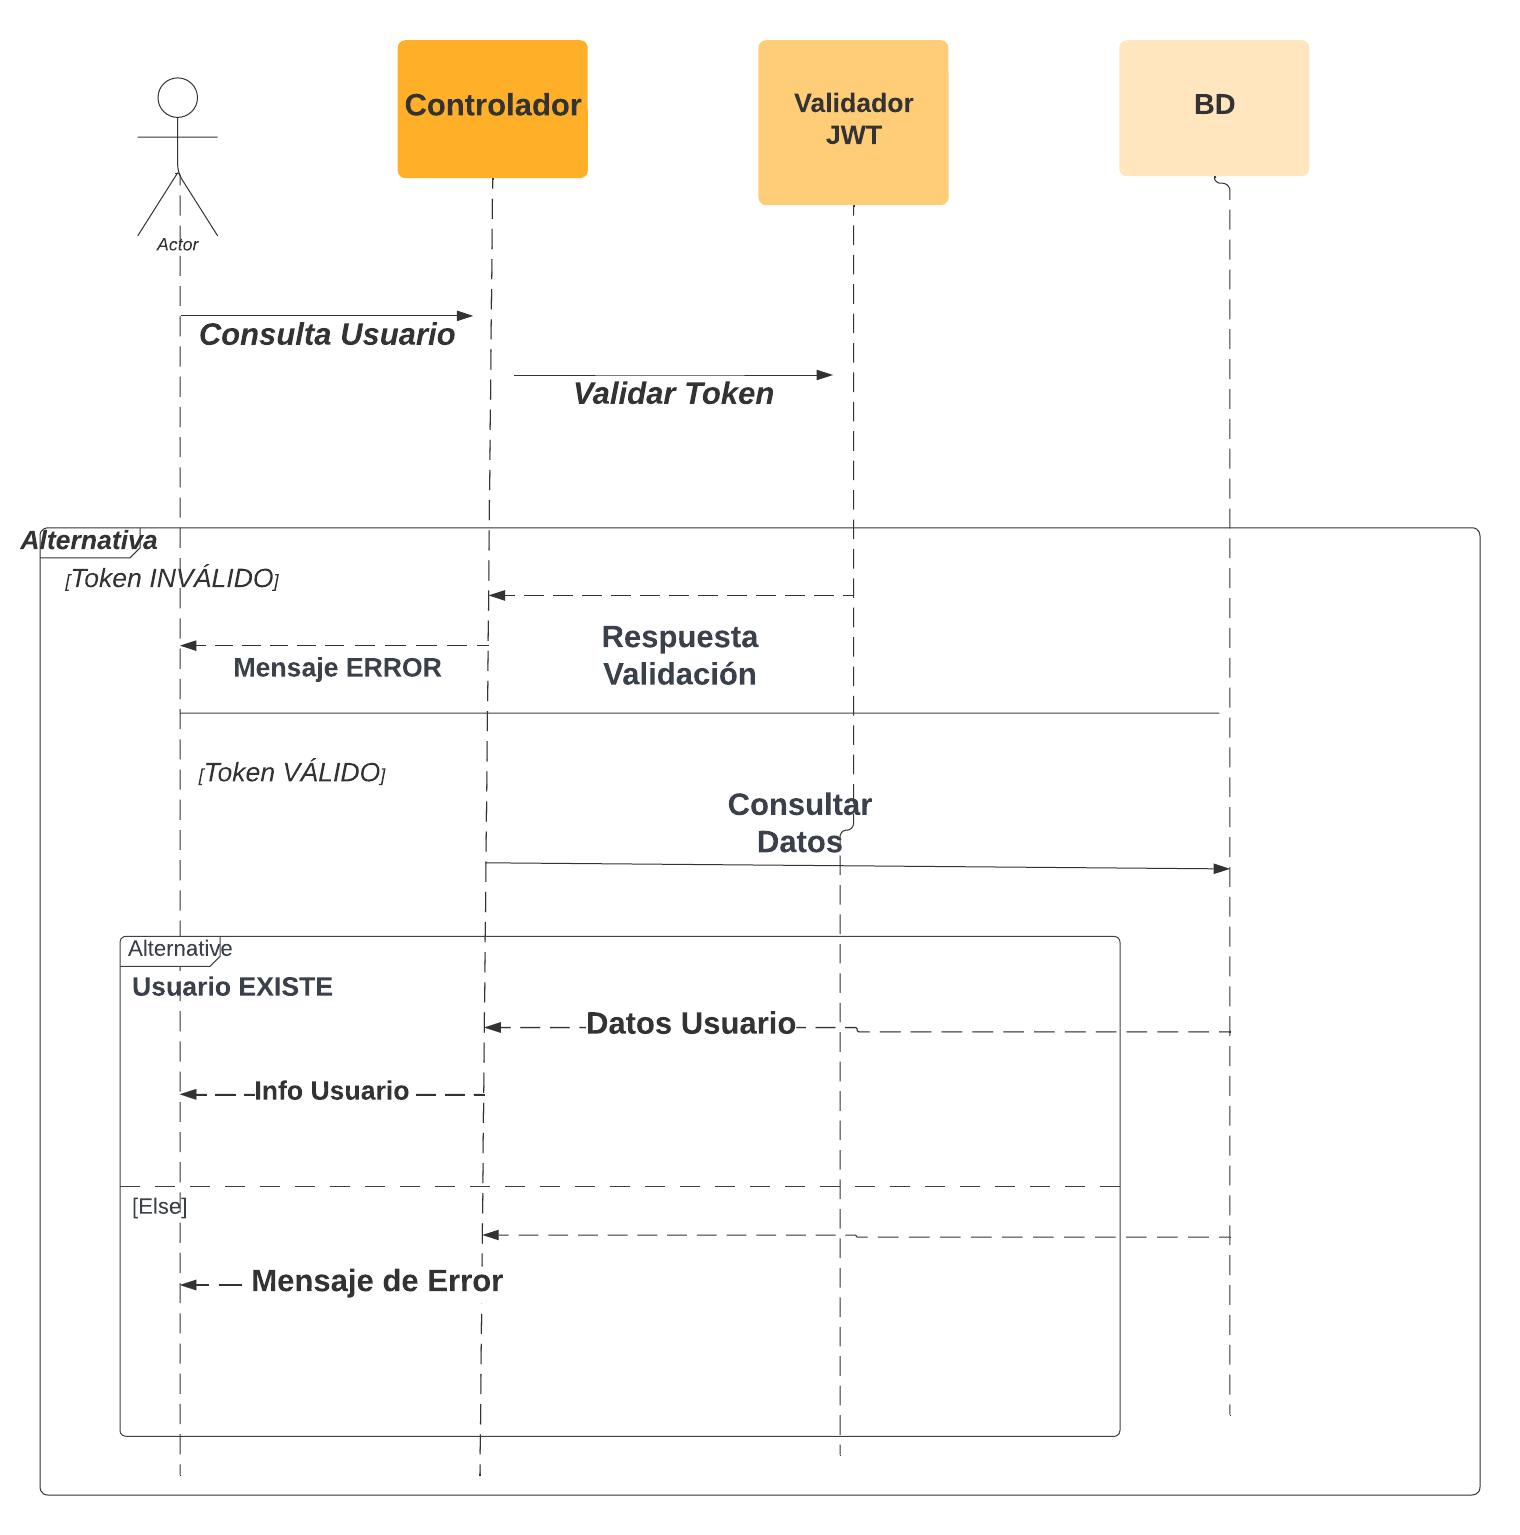 Controlador
Validador
JWT
BD
Actor
Consulta Usuario
Validar Token
Alternativa
[Token INVÁLIDO]
Respuesta
Validación
Mensaje ERROR
[Token VÁLIDO]
Consultar
Datos
Alternative
Usuario EXISTE
Datos Usuario
Info Usuario
[Else]
Mensaje de Error